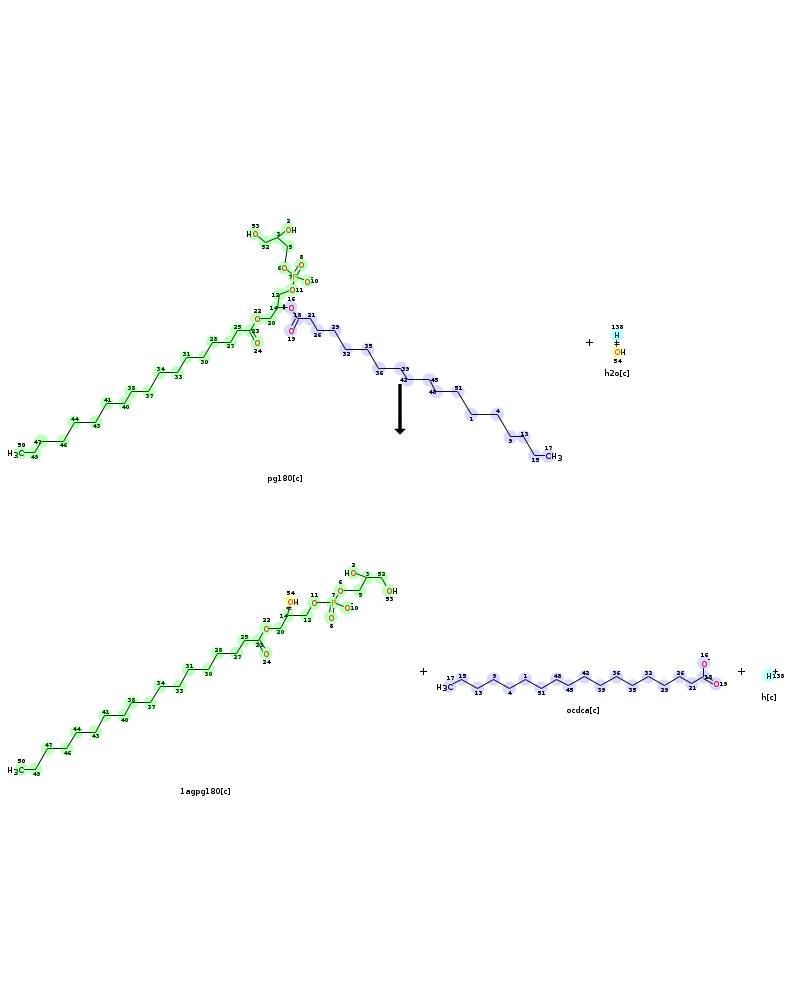 2
53
HO OH
3
52 5
8
6 O O
7 P
O- 10
12 O 11
16
14 O
22
O 20 18 21
25 23 O 19 26 29
28 27 O 24 32 35
31 30 36 39
34 33 42 45
38 37 48 51
41 40 1 4
44 43 9 13
50 47 46 17
H3C 49 15 CH3
+
138
H
OH
54
h2o[c]
pg180[c]
2 3 52
HO
6
O 5 OH
53
54 11 7
OH O P O- 10
8
14 12
22
O 20
25 23 O 24
28 27
31 30
34 33
38 37
41 40
44 43
50 47 46
H3C 49
1agpg180[c]
+
16
O-
17 15 9 1 48 42 36 32 26 18 O 19
H3C 13 4 51 45 39 35 29 21
ocdca[c]
+
H+ 138
h[c]